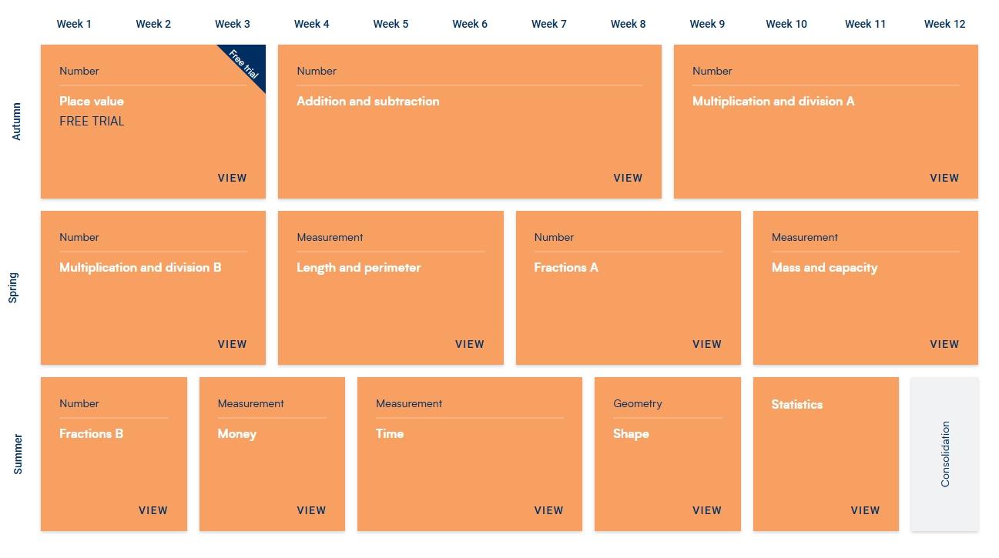 Week 1 Week 2 Week 3 Week 4 Week 5 Week 6 Week 7 Week 8 Week 9 Week 10 Week 11 Week 12
Autumn
Number
Free trial
Place value
FREE TRIAL
VIEW
Number
Addition and subtraction
VIEW
Number
Multiplication and division A
VIEW
Spring
Number
Multiplication and division B
VIEW
Measurement
Length and perimeter
VIEW
Number
Fractions A
VIEW
Measurement
Mass and capacity
VIEW
Summer
Number
Fractions B
VIEW
Measurement
Money
VIEW
Measurement
Time
VIEW
Geometry
Shape
VIEW
Statistics
VIEW
Consolidation